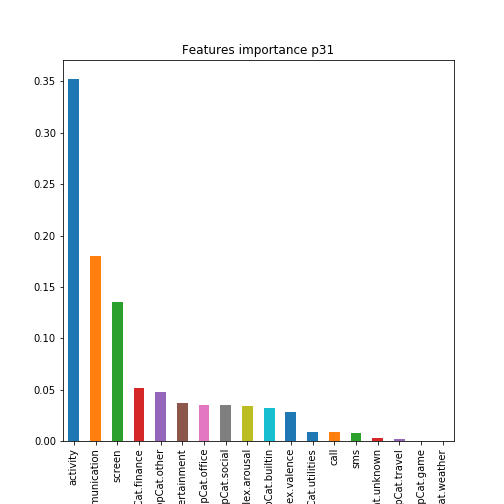 Features importance p31
0.35
0.30
0.25
0.20
0.15
0.10
0.05
0.00
activity
munication
screen
Cat.finance
pCat.other
ertainment
pCat.office
pCat.social
lex.arousal
pCat.builtin
ex.valence
Cat.utilities
call
sms
t.unknown
pCat.travel
pCat.game
at.weather